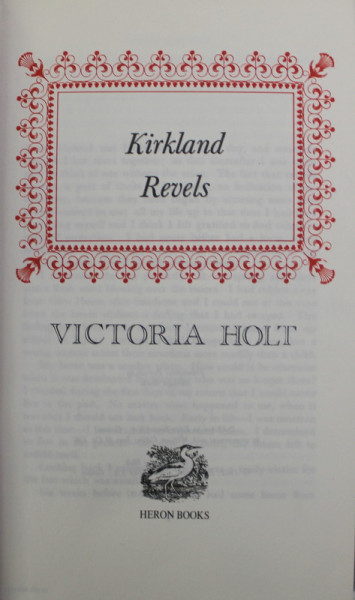 Kirkland
Revels
VICTORIA HOLT
HERON BOOKS